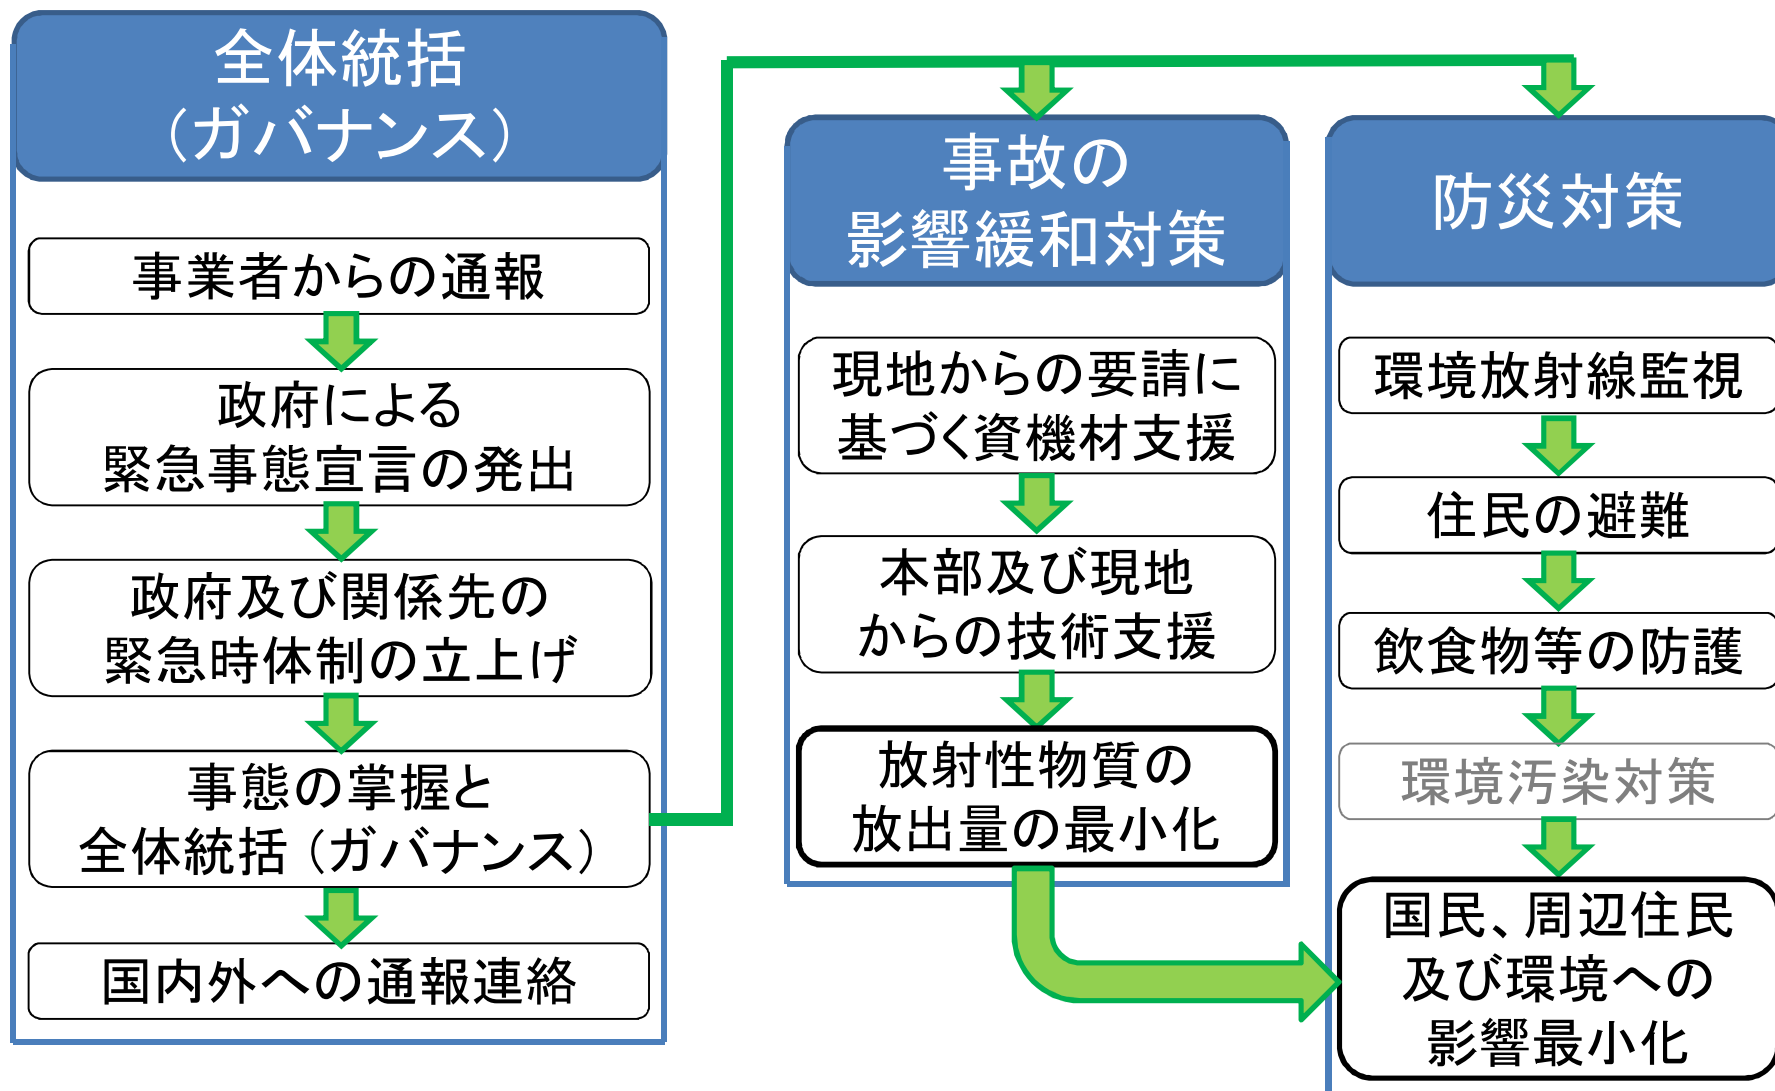 全体統括
（ガバナンス）
事業者からの通報
政府による
緊急事態宣言の発出
政府及び関係先の
緊急時体制の立上げ
事態の掌握と
全体統括（ガバナンス）
国内外への通報連絡
事故の
影響緩和対策
現地からの要請に
基づく資機材支援
本部及び現地
からの技術支援
放射性物質の
放出量の最小化
防災対策
環境放射線監視
住民の避難
飲食物等の防護
環境汚染対策
国民、周辺住民
及び環境への
影響最小化